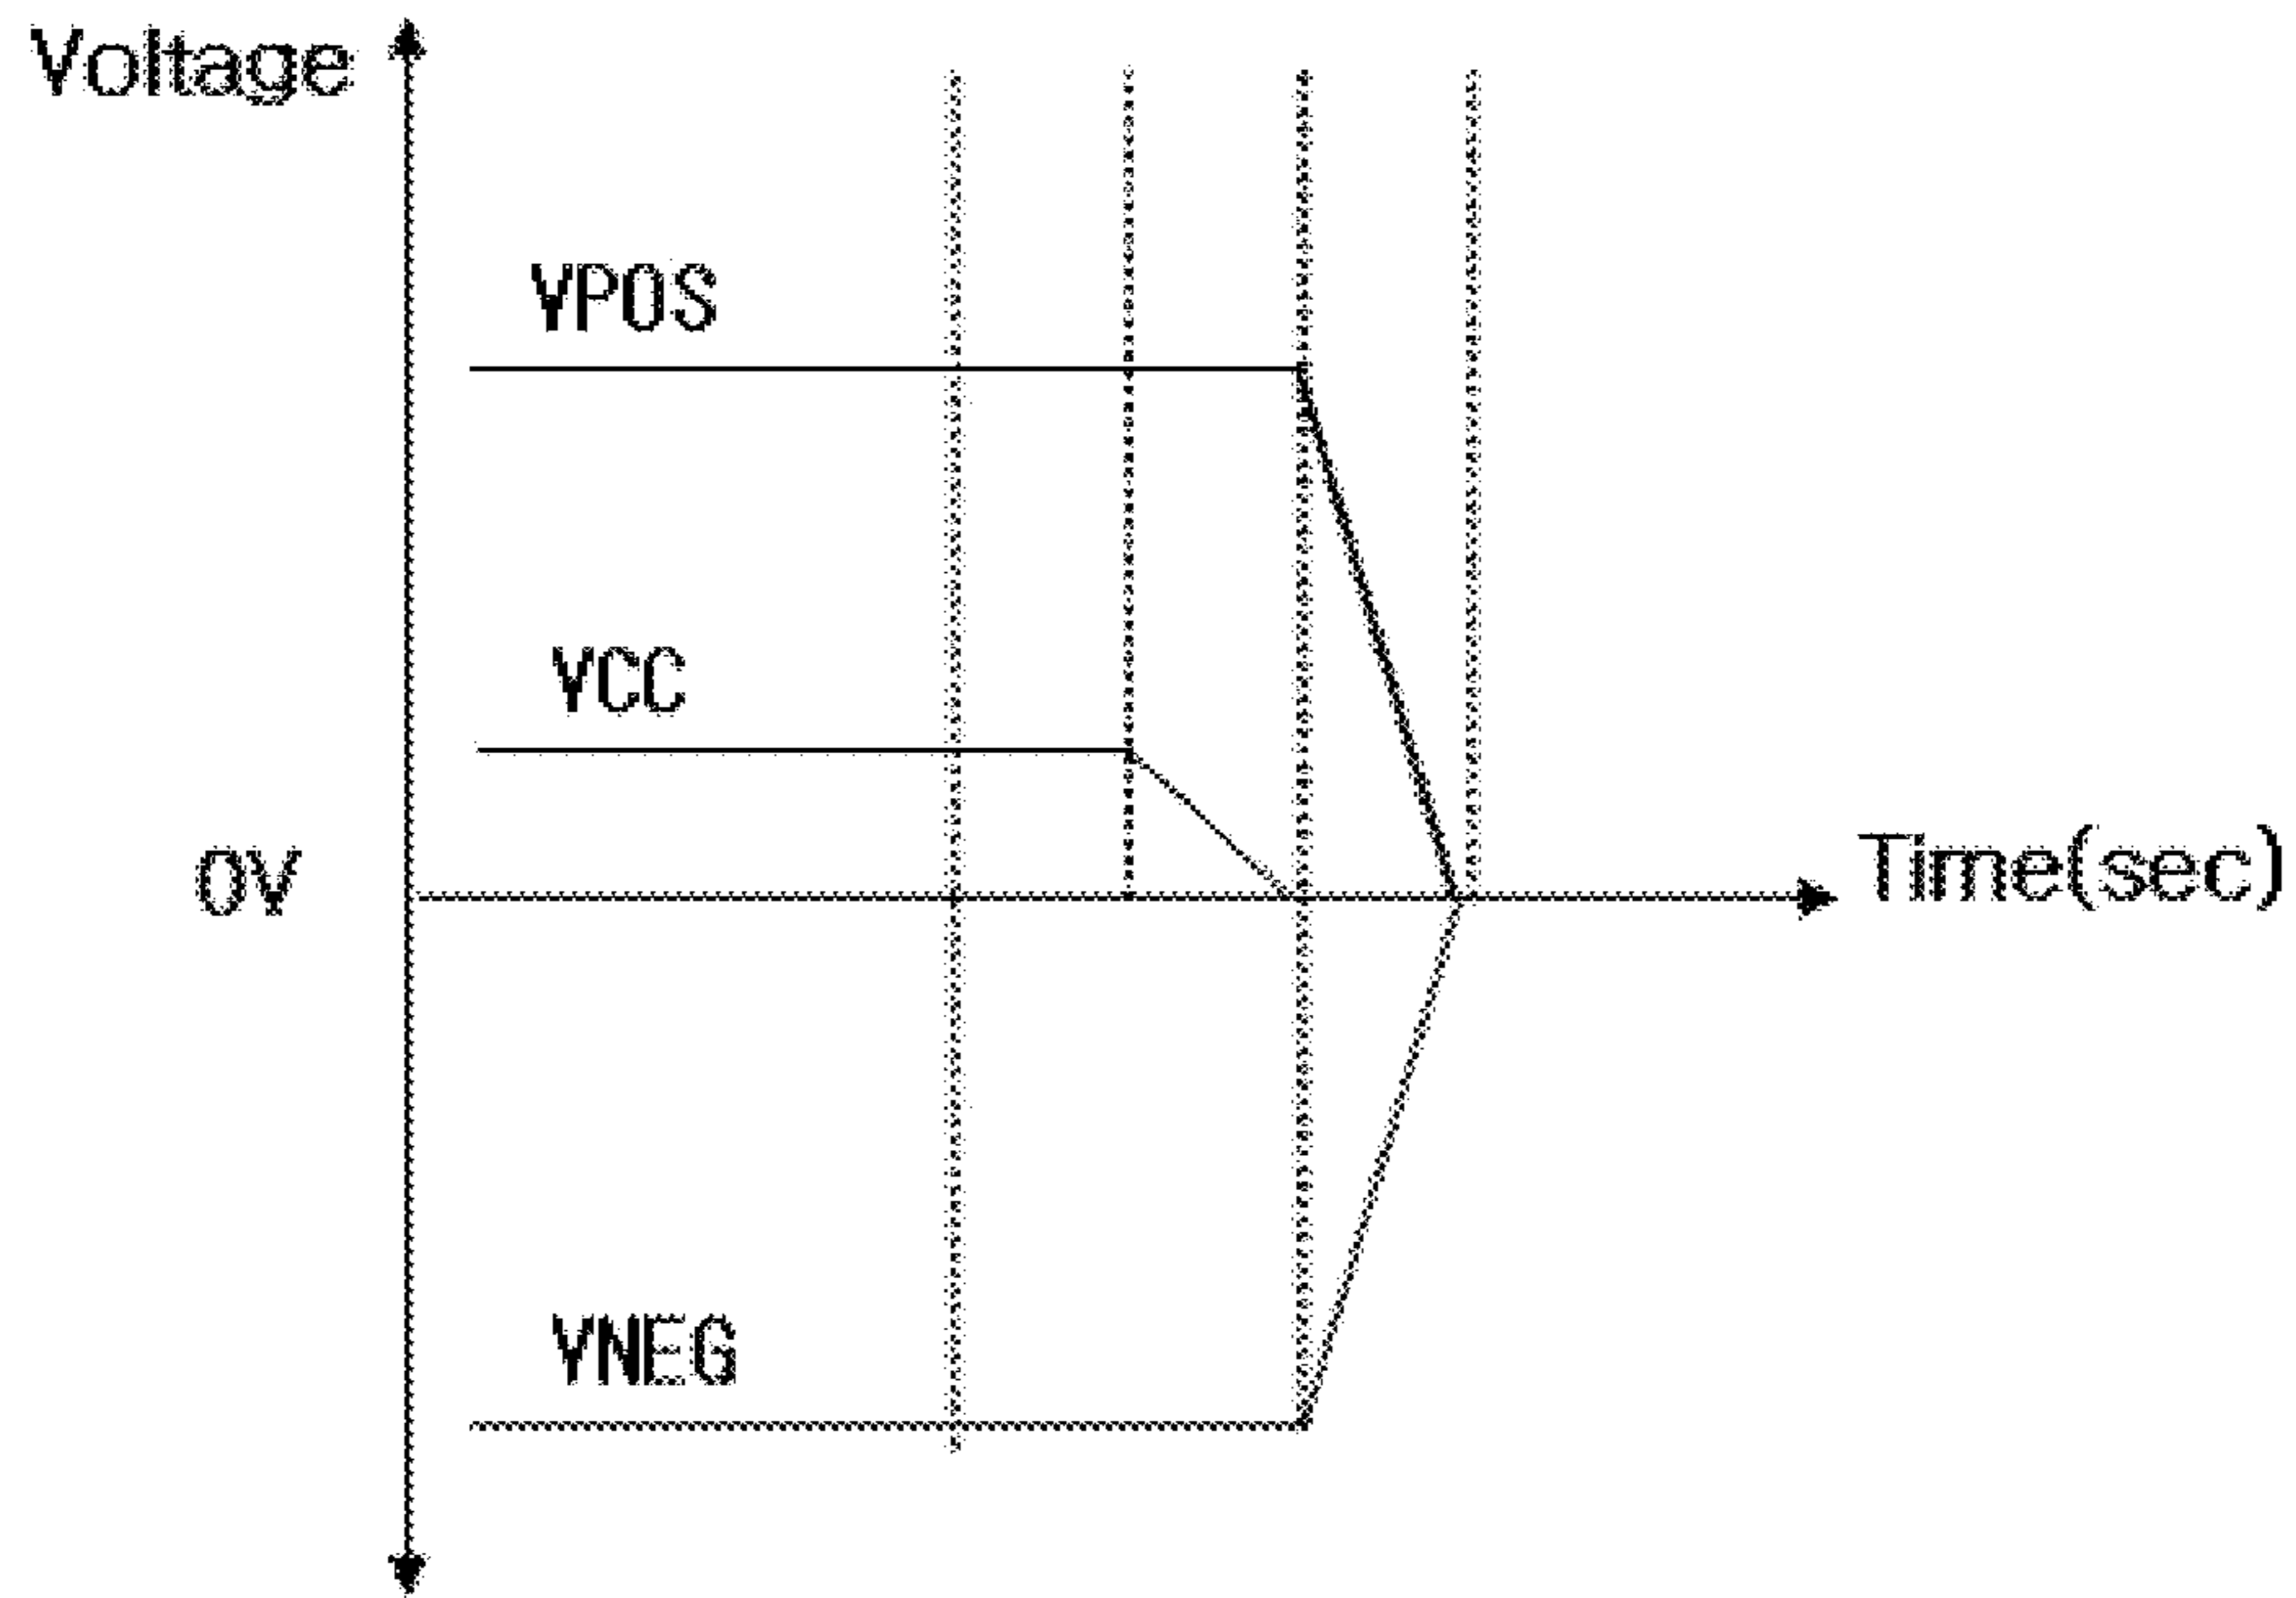 Voltage
VPOS
VCC
0V
Time(sec)
VNEG